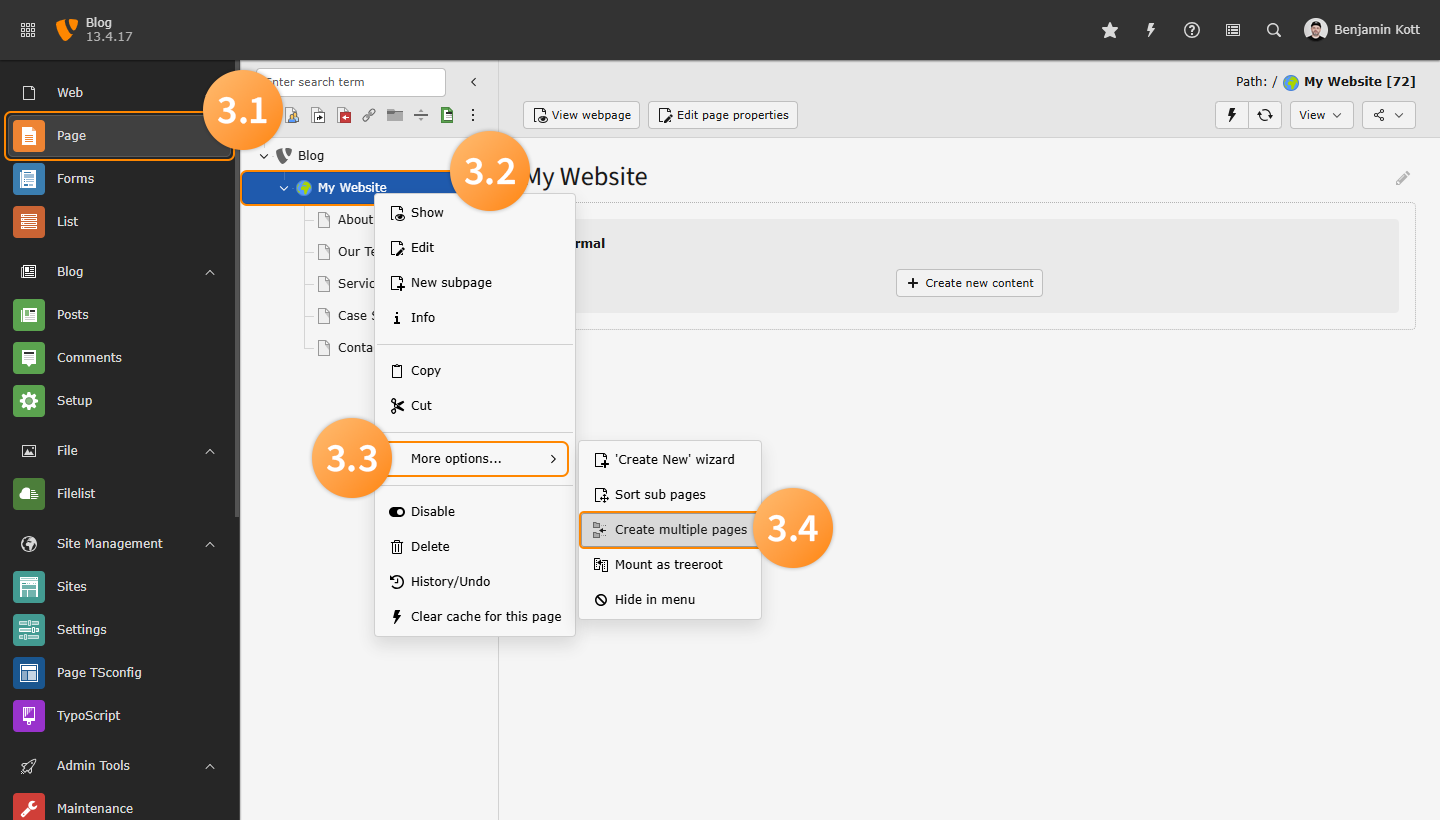 Blog
13.4.17
Benjamin Kott
Web
Page
Forms
List
Blog
Posts
Comments
Setup
File
Filelist
Site Management
Sites
Settings
Page TSconfig
TypoScript
Admin Tools
Maintenance
3.1
nter search term
Blog
My Website
About
Our Te
Servic
Case S
Conta
3.2
Show
Edit
New subpage
Info
Copy
Cut
3.3
More options...
Disable
Delete
History/Undo
Clear cache for this page
'Create New' wizard
Sort sub pages
Create multiple pages
Mount as treeroot
Hide in menu
3.4
Path: / My Website [72]
View webpage
Edit page properties
View
My Website
rmal
Create new content